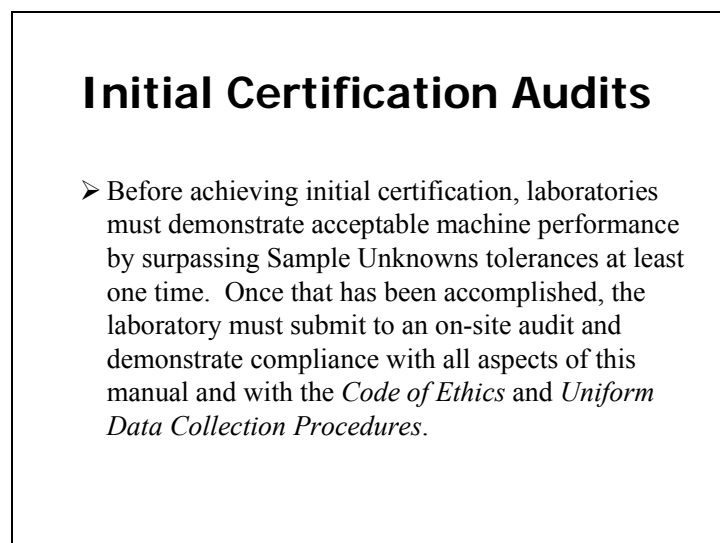 Initial Certification Audits
➢ Before achieving initial certification, laboratories
must demonstrate acceptable machine performance
by surpassing Sample Unknowns tolerances at least
one time.  Once that has been accomplished, the
laboratory must submit to an on-site audit and
demonstrate compliance with all aspects of this
manual and with the Code of Ethics and Uniform
Data Collection Procedures.